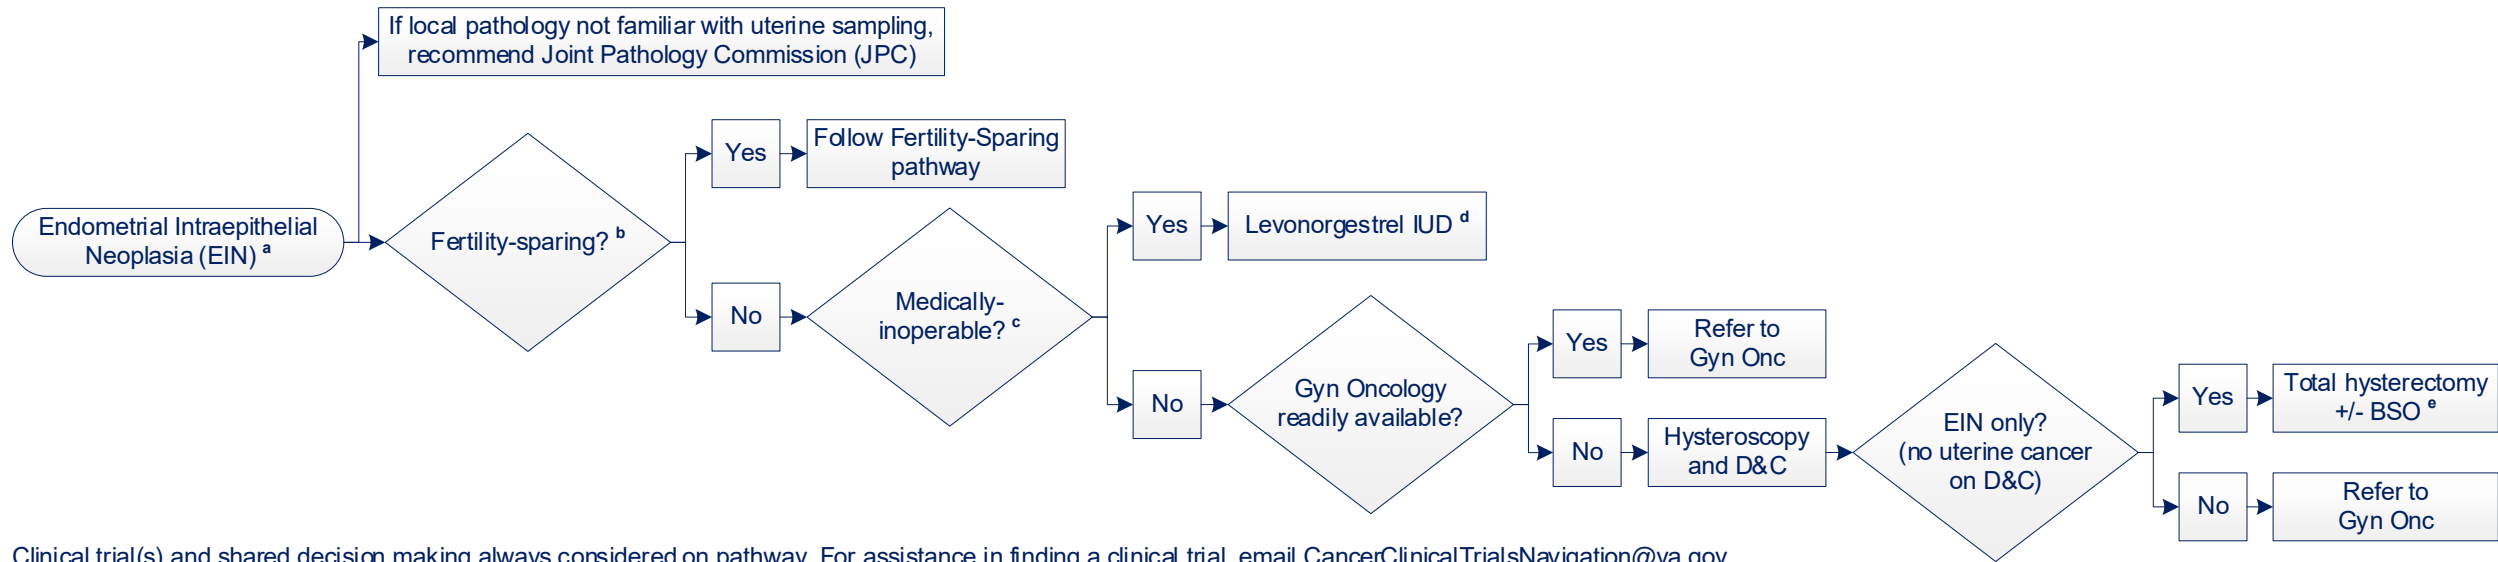 If local pathology not familiar with uterine sampling,
recommend Joint Pathology Commission (JPC)
Endometrial Intraepithelial
Neoplasia (EIN) a
Fertility-sparing? b
Yes
Follow Fertility-Sparing
pathway
No
Medically-
inoperable? c
Yes
Levonorgestrel IUD d
No
Gyn Oncology
readily available?
Yes
Refer to
Gyn Onc
No
Hysteroscopy
and D&C
EIN only?
(no uterine cancer
on D&C)
Yes
Total hysterectomy
+/- BSO e
No
Refer to
Gyn Onc
Clinical trial(s) and shared decision making always considered on pathway. For assistance in finding a clinical trial, email CancerClinicalTrialsNavigation@va.gov